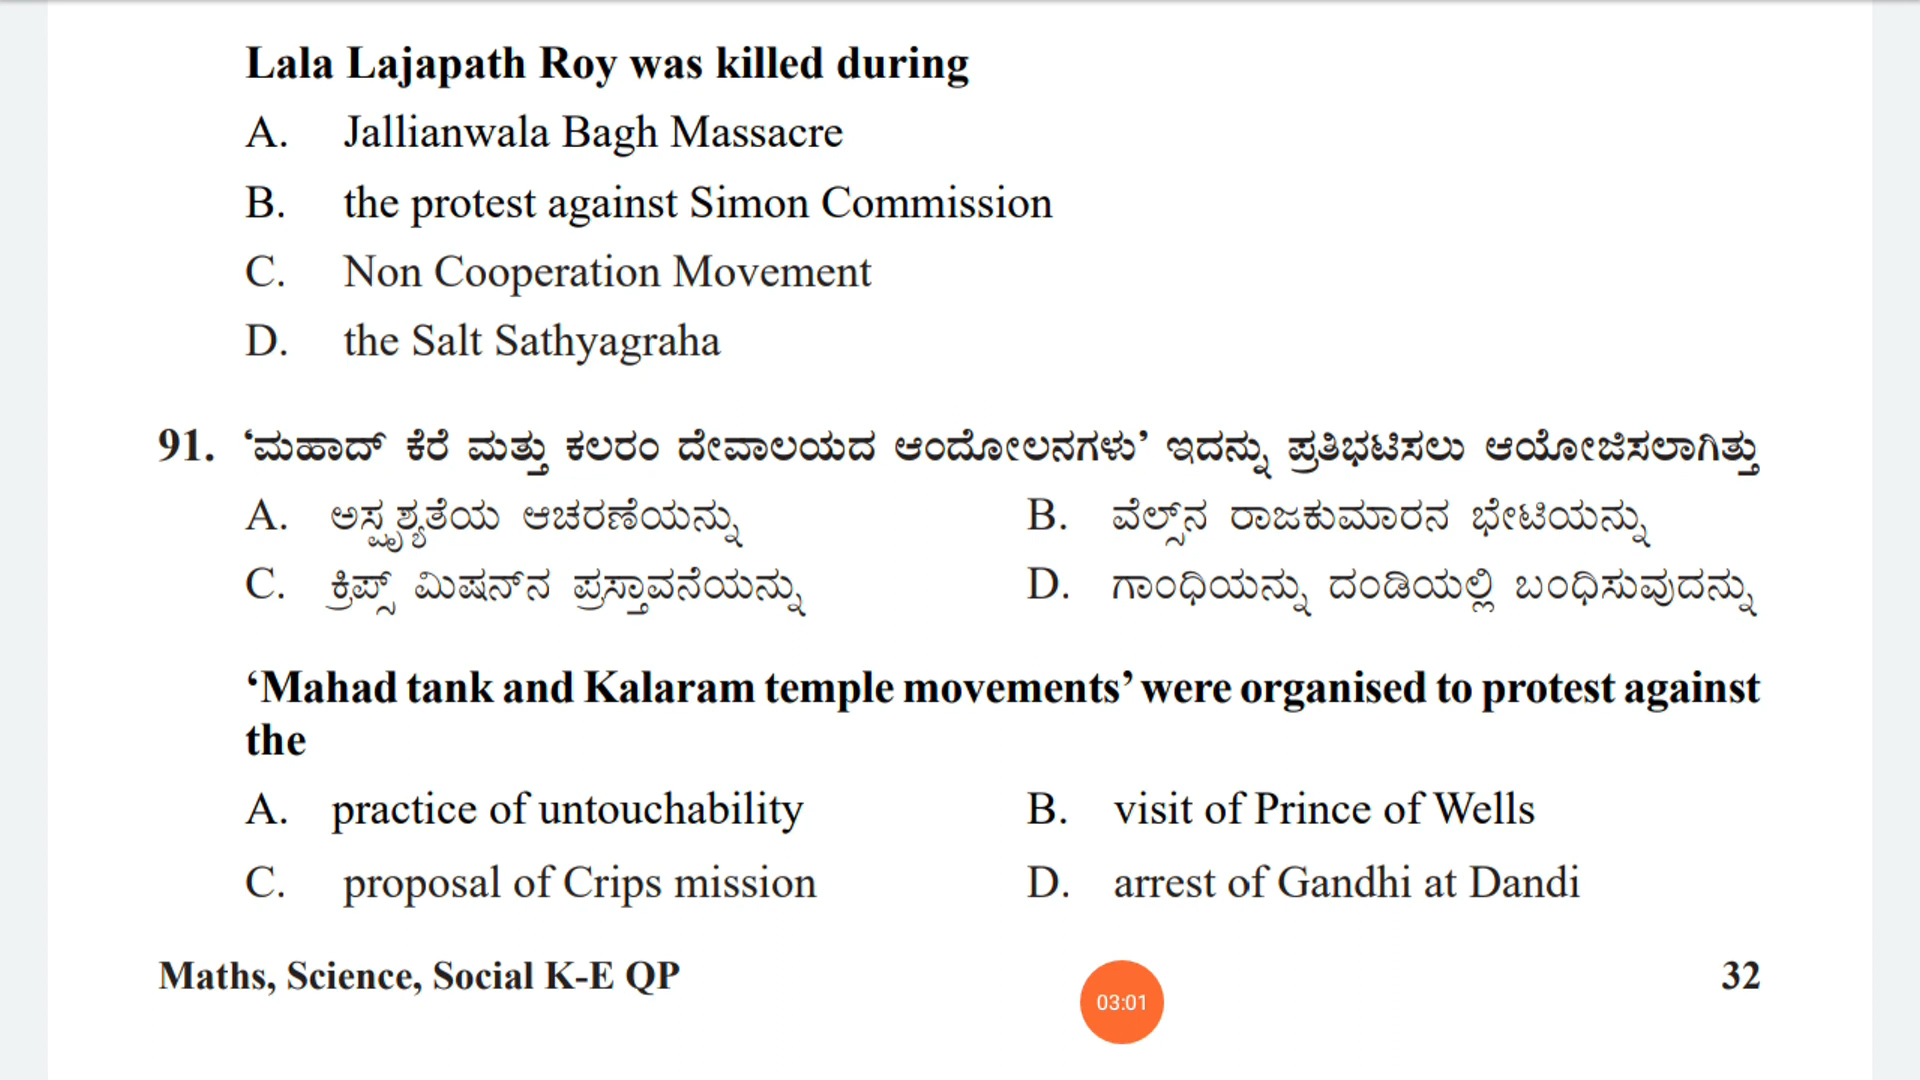 Lala Lajapath Roy was killed during
A. Jallianwala Bagh Massacre
B. the protest against Simon Commission
C. Non Cooperation Movement
D. the Salt Sathyagraha
91. ‘ಮಹಾದ್ ಕೆರೆ ಮತ್ತು ಕಲರಂ ದೇವಾಲಯದ ಆಂದೋಲನಗಳು’ ಇದನ್ನು ಪ್ರತಿಭಟಿಸಲು ಆಯೋಜಿಸಲಾಗಿತ್ತು
A. ಅಸ್ಪೃಶ್ಯತೆಯ ಆಚರಣೆಯನ್ನು B. ವೆಲ್ಸ್‌ನ ರಾಜಕುಮಾರನ ಭೇಟಿಯನ್ನು
C. ಕ್ರಿಪ್ಸ್ ಮಿಷನ್‌ನ ಪ್ರಸ್ತಾವನೆಯನ್ನು D. ಗಾಂಧಿಯನ್ನು ದಂಡಿಯಲ್ಲಿ ಬಂಧಿಸುವುದನ್ನು
‘Mahad tank and Kalaram temple movements’ were organised to protest against
the
A. practice of untouchability B. visit of Prince of Wells
C. proposal of Crips mission D. arrest of Gandhi at Dandi
Maths, Science, Social K-E QP 32
03:01